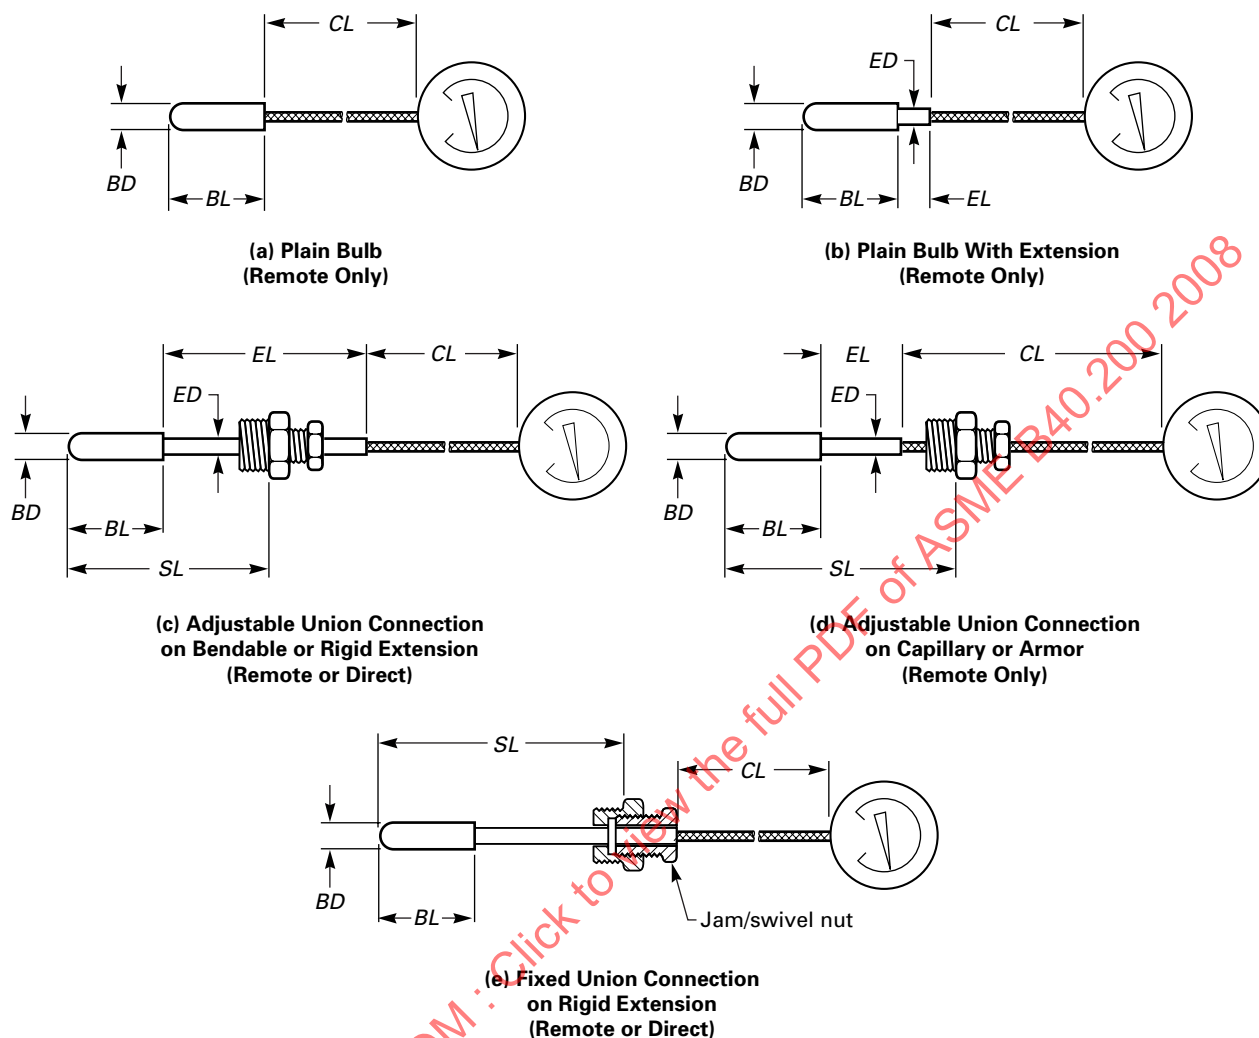 CL
BD
BL
(a) Plain Bulb
(Remote Only)
CL
ED
BD
BL
EL
(b) Plain Bulb With Extension
(Remote Only)
EL
CL
ED
BD
BL
SL
(c) Adjustable Union Connection
on Bendable or Rigid Extension
(Remote or Direct)
EL
CL
ED
BD
BL
SL
(d) Adjustable Union Connection
on Capillary or Armor
(Remote Only)
SL
CL
BD
BL
Jam/swivel nut
(e) Fixed Union Connection
on Rigid Extension
(Remote or Direct)
: Click to view the full PDF of ASME B40.200 2008